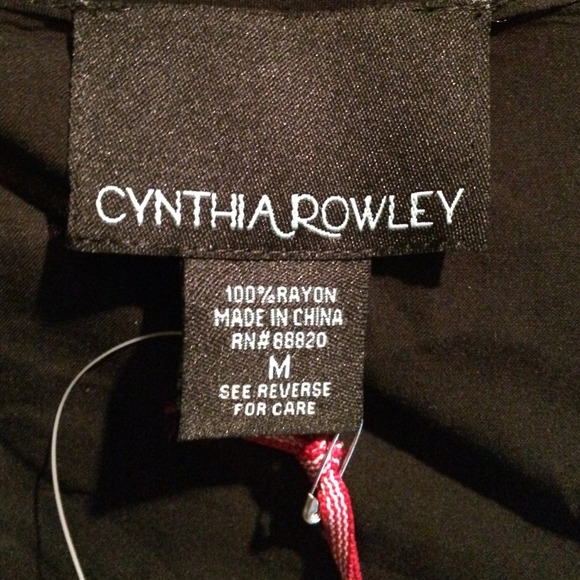 CYNTHIA ROWLEY
100%RAYON
MADE IN CHINA
RN#88820
M
SEE REVERSE
FOR CARE